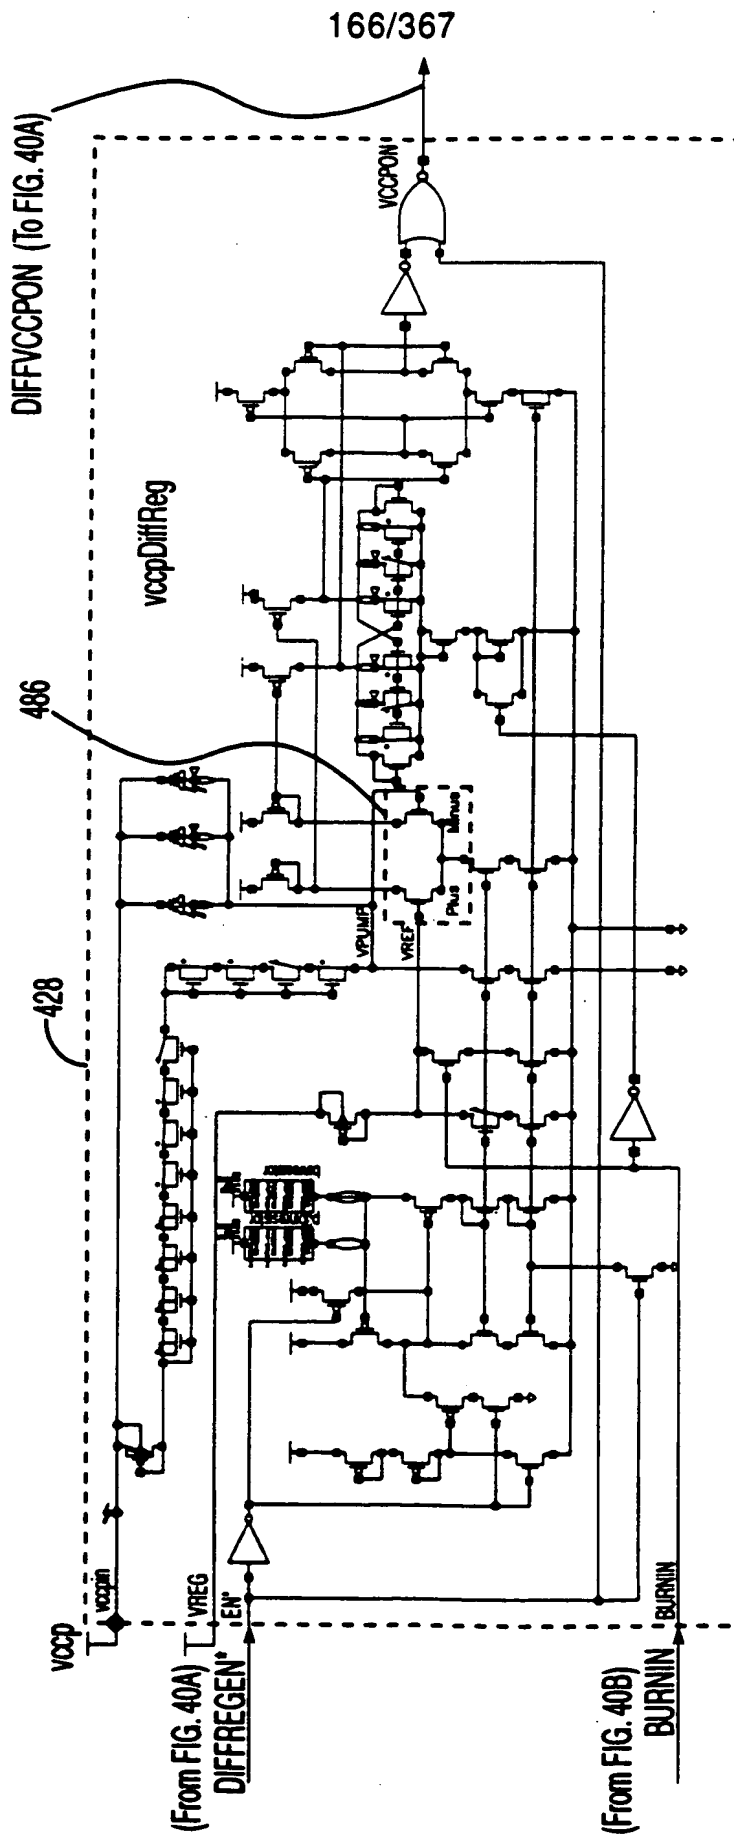 166/367
DIFFVCCPON (To FIG. 40A)
VCCPON
vccpDiffReg
486
428
Minus
Plus
VPUMP
VREF
vccp
vccpin
VREG
EN*
(From FIG. 40A)
DIFFREGEN*
BURNIN
(From FIG. 40B)
BURNIN